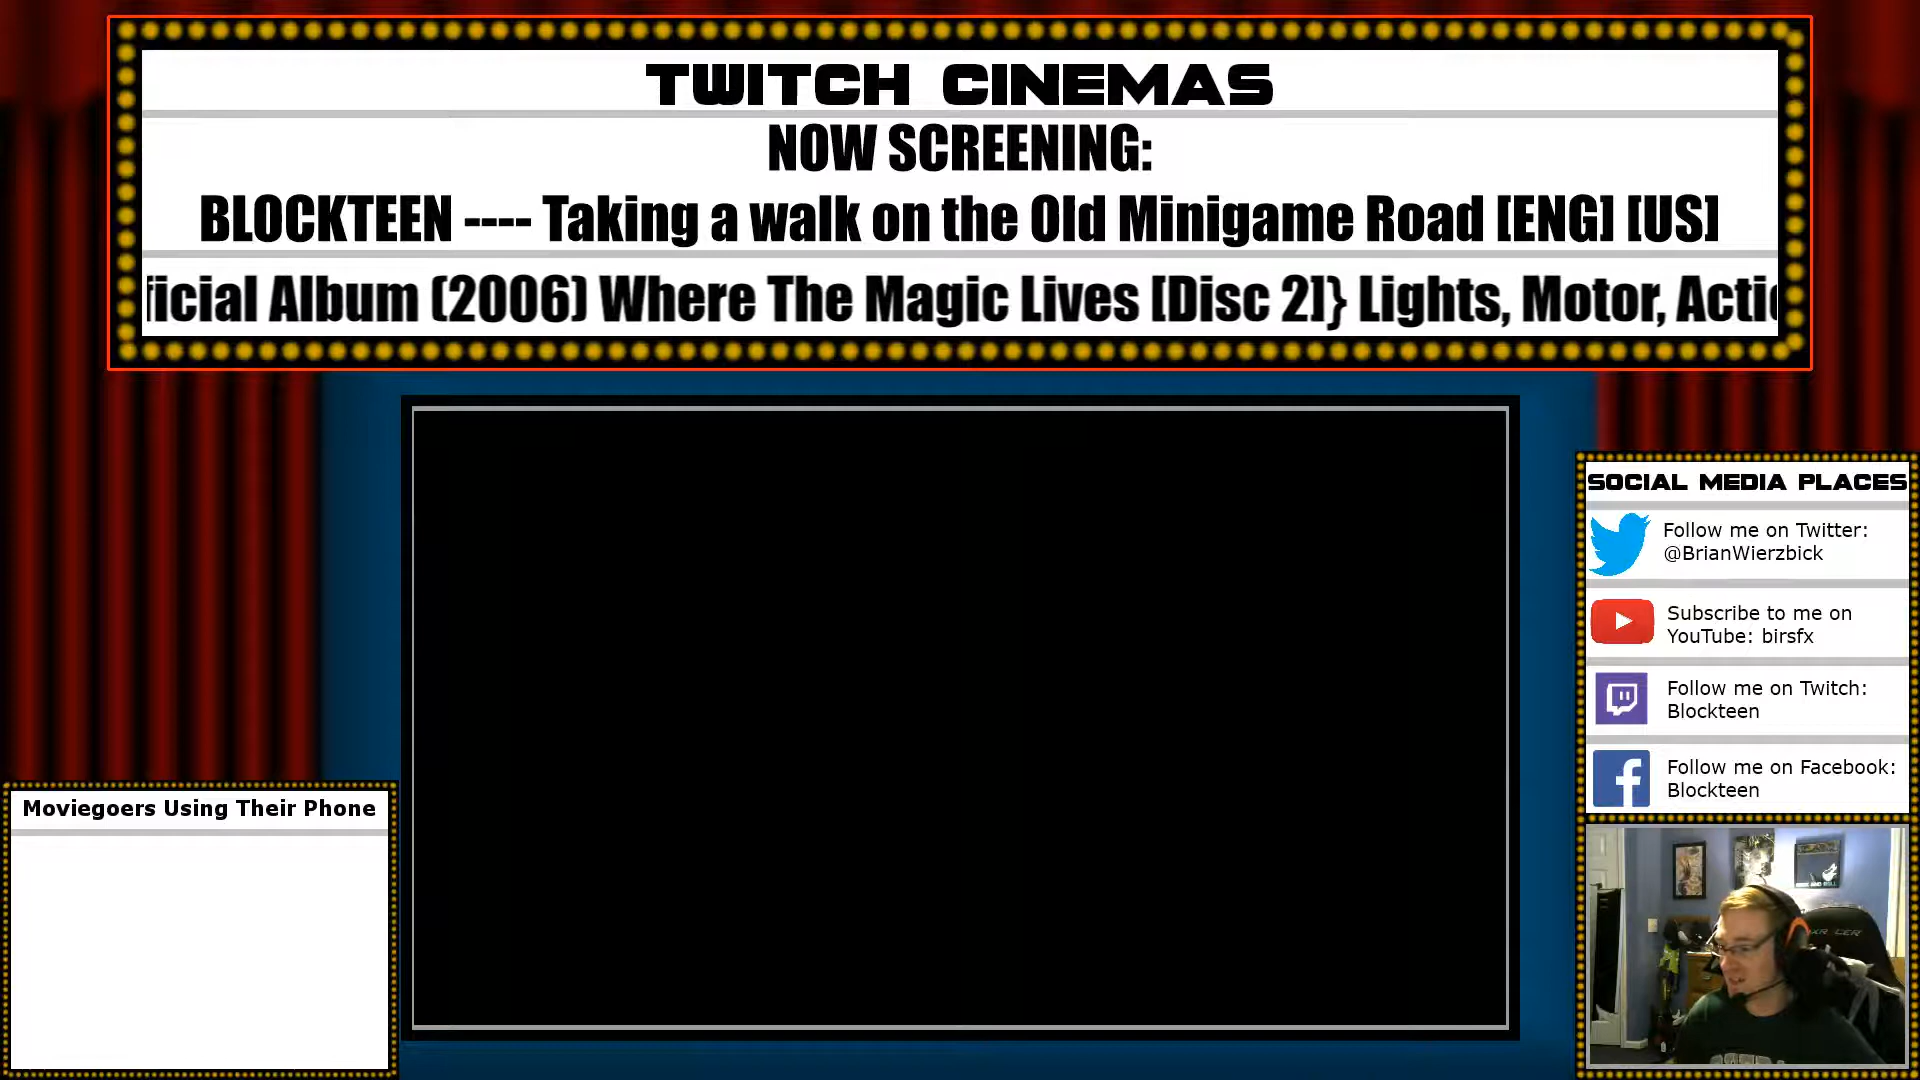 TWITCH CINEMAS
NOW SCREENING:
BLOCKTEEN ---- Taking a walk on the Old Minigame Road [ENG] [US]
ficial Album (2006) Where The Magic Lives [Disc 2]} Lights, Motor, Actio
SOCIAL MEDIA PLACES
Follow me on Twitter:
@BrianWierzbick
Subscribe to me on
YouTube: birsfx
Follow me on Twitch:
Blockteen
Follow me on Facebook:
Blockteen
Moviegoers Using Their Phone